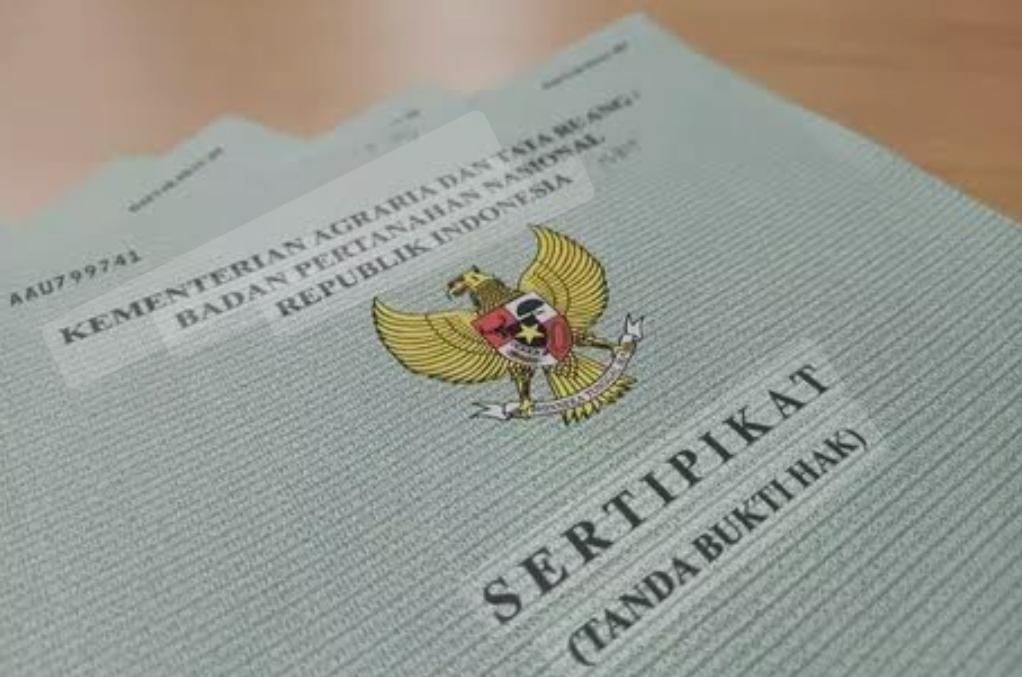 AAU799741
KEMENTERIAN AGRARIA DAN TATA RUANG /
BADAN PERTANAHAN NASIONAL
REPUBLIK INDONESIA
SERTIPIKAT
(TANDA BUKTI HAK)